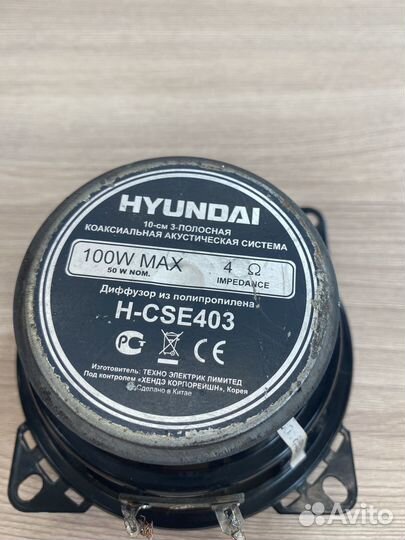 HYUNDAI
10-см 3-ПОЛОСНАЯ
КОАКСИАЛЬНАЯ АКУСТИЧЕСКАЯ СИСТЕМА
100W MAX 4 Ω
50 W NOM. IMPEDANCE
Диффузор из полипропилена
H-CSE403
РСТ CE
Изготовитель: ТЕХНО ЭЛЕКТРИК ЛИМИТЕД
Под контролем «ХЕНДЭ КОРПОРЕЙШН», Корея
Сделано в Китае
Avito